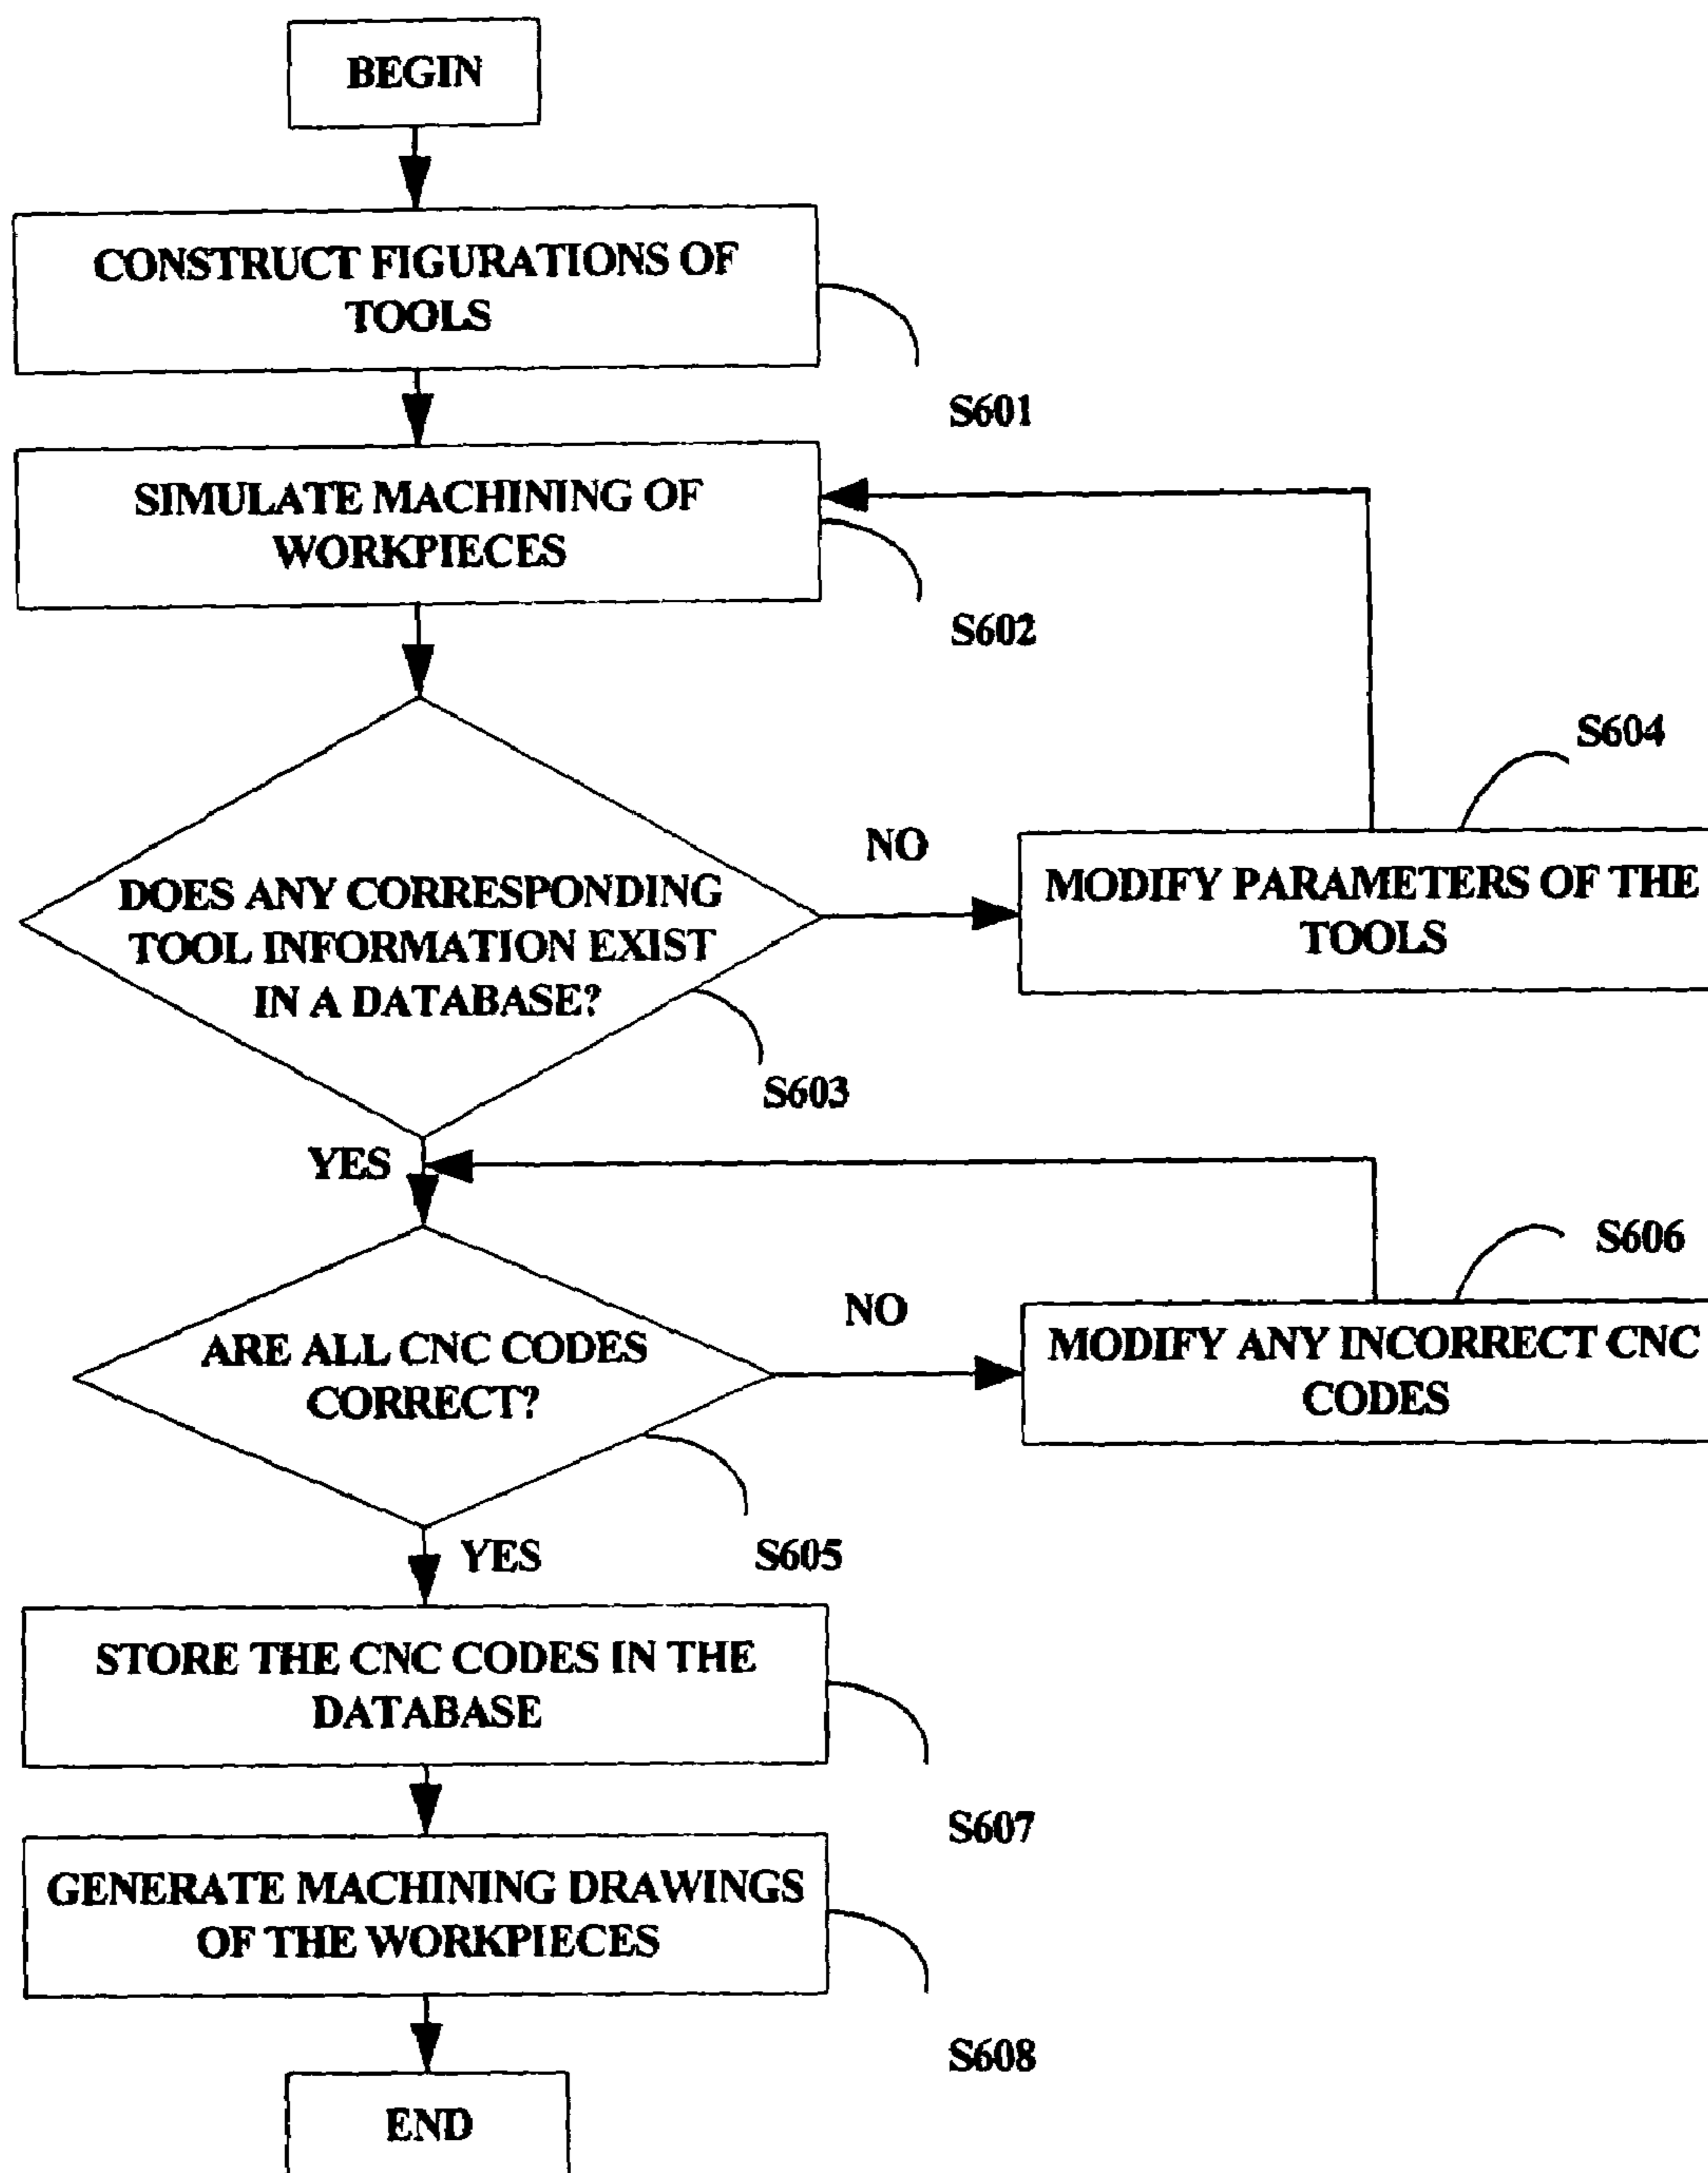 BEGIN
CONSTRUCT FIGURATIONS OF
TOOLS
S601
SIMULATE MACHINING OF
WORKPIECES
S602
DOES ANY CORRESPONDING
TOOL INFORMATION EXIST
IN A DATABASE?
S603
NO
S604
MODIFY PARAMETERS OF THE
TOOLS
YES
ARE ALL CNC CODES
CORRECT?
S605
NO
S606
MODIFY ANY INCORRECT CNC
CODES
YES
STORE THE CNC CODES IN THE
DATABASE
S607
GENERATE MACHINING DRAWINGS
OF THE WORKPIECES
S608
END